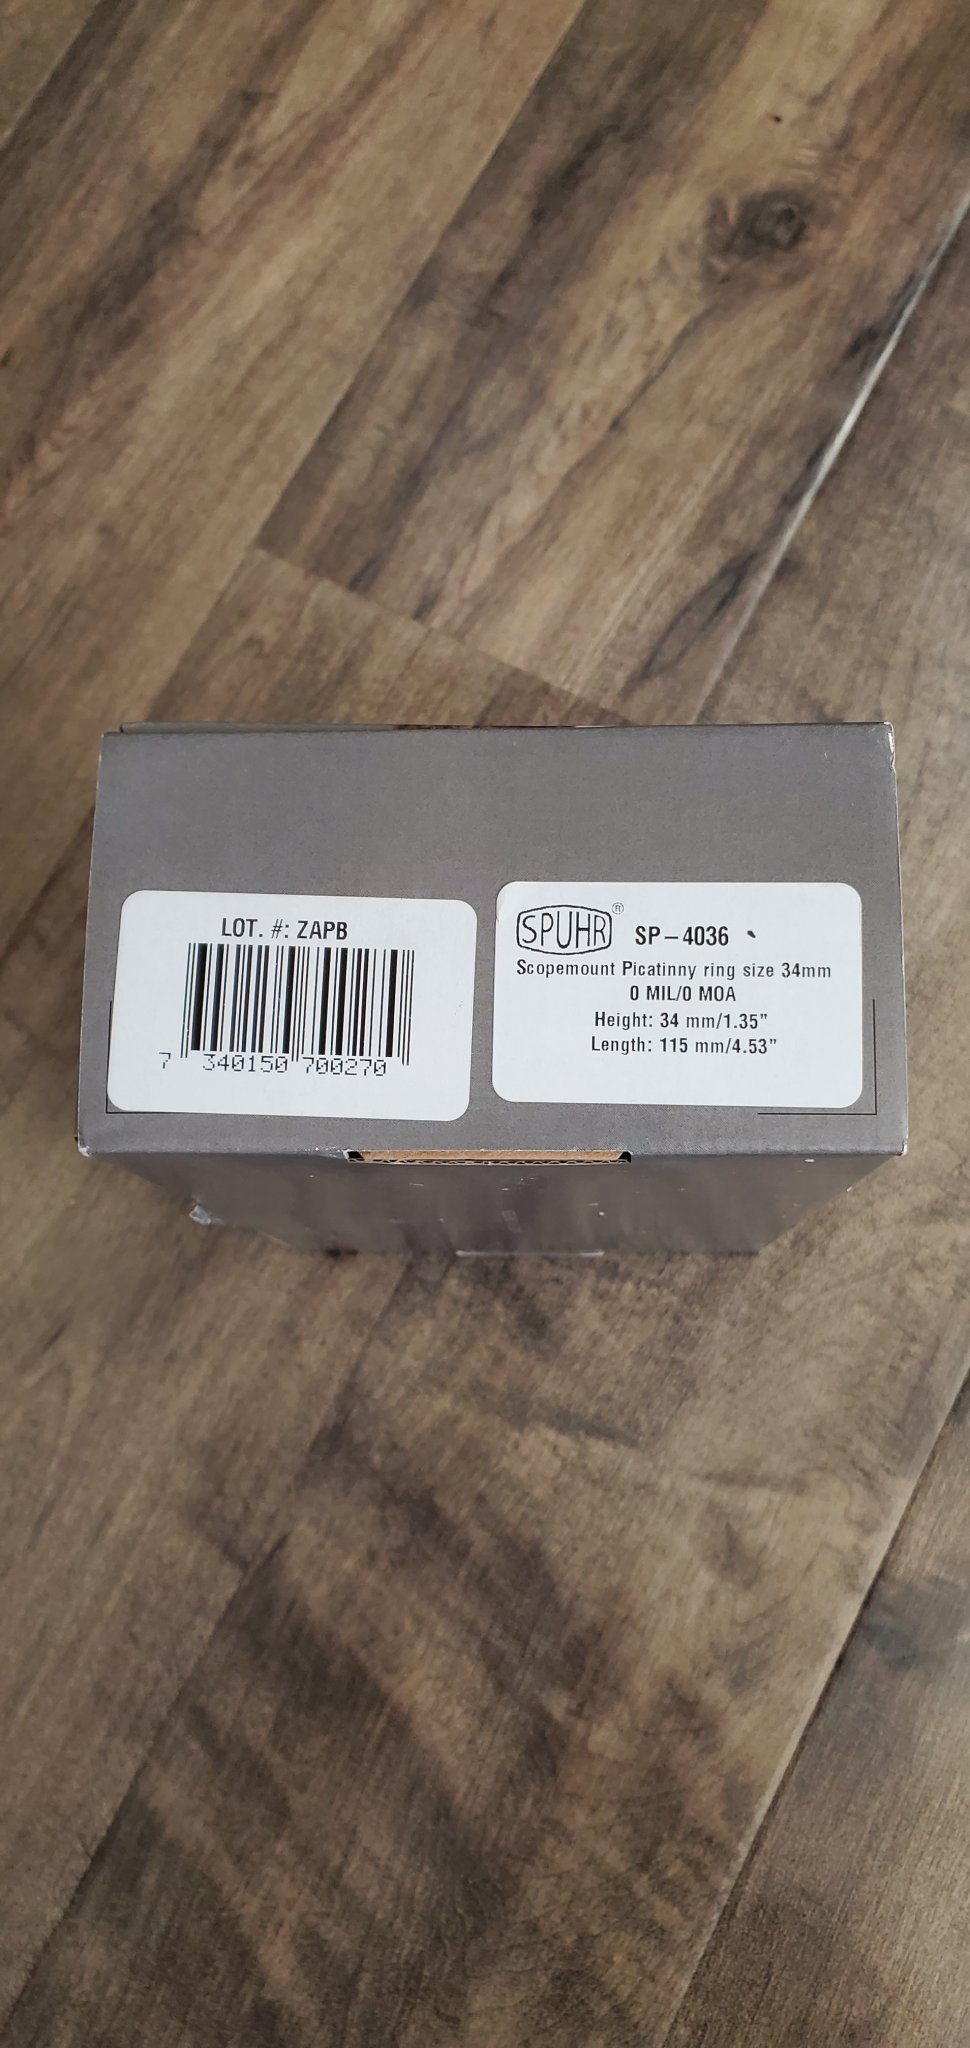 LOT. #: ZAPB
7 340150 700270
SPUHR® SP-4036
Scopemount Picatinny ring size 34mm
0 MIL/0 MOA
Height: 34 mm/1.35”
Length: 115 mm/4.53”